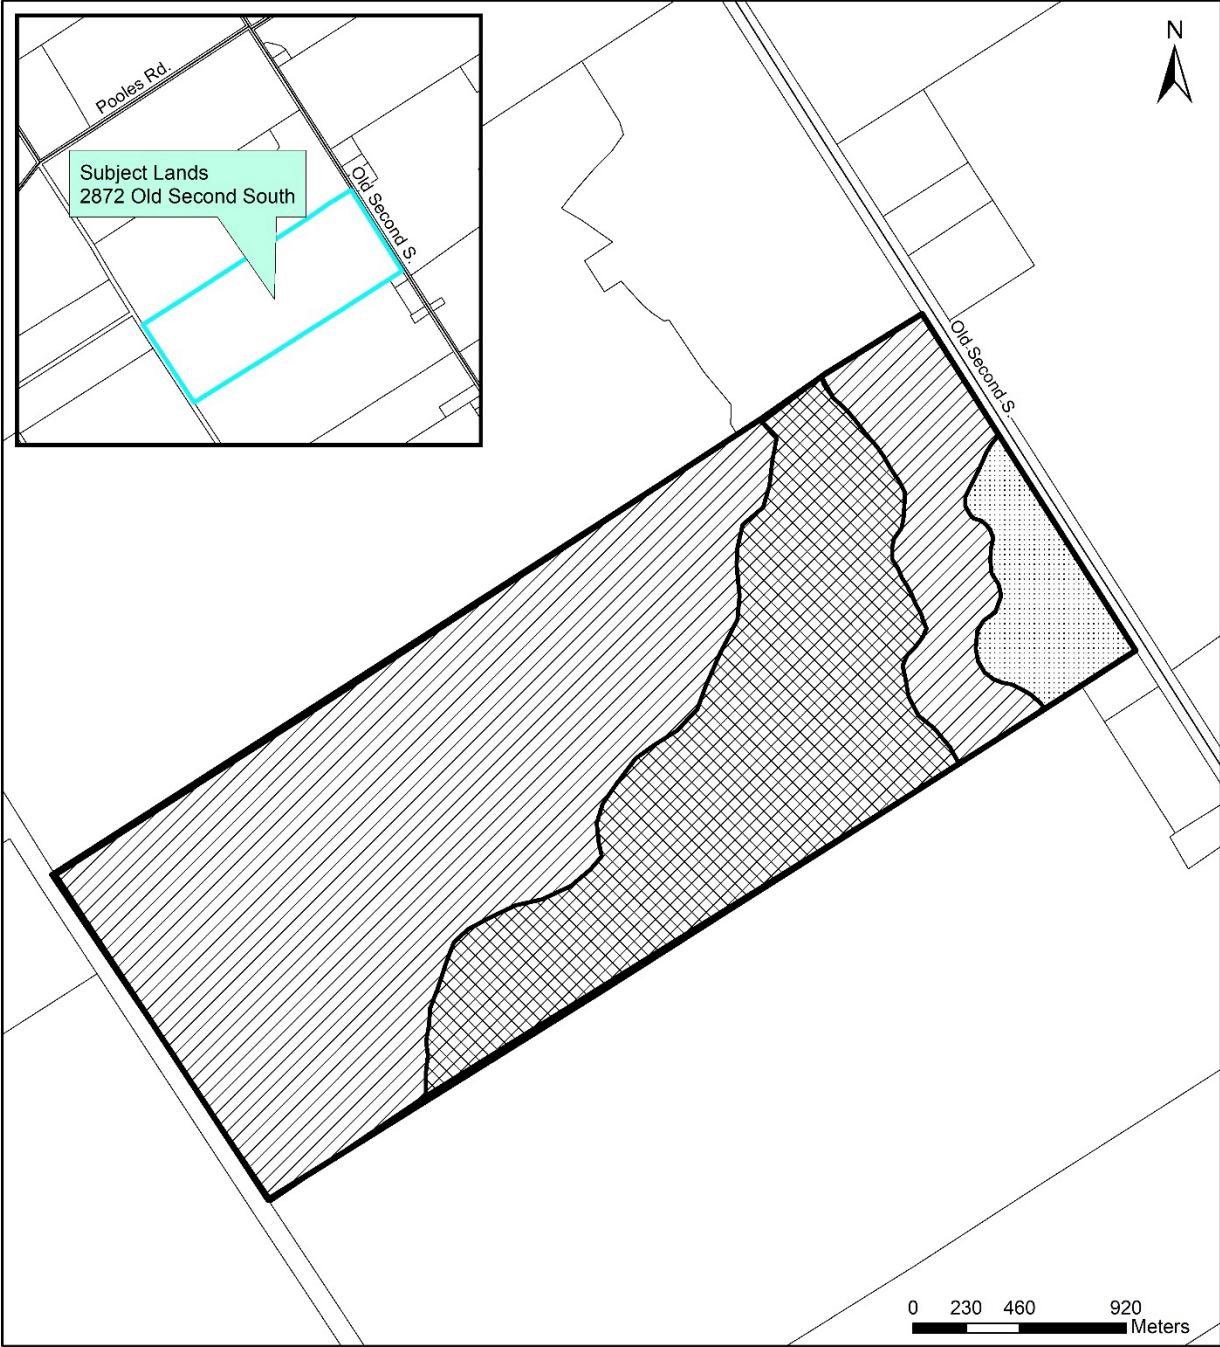 Pooles Rd.
Subject Lands
2872 Old Second South
Old Second S.
N
Old Second S.
0 230 460 920
Meters